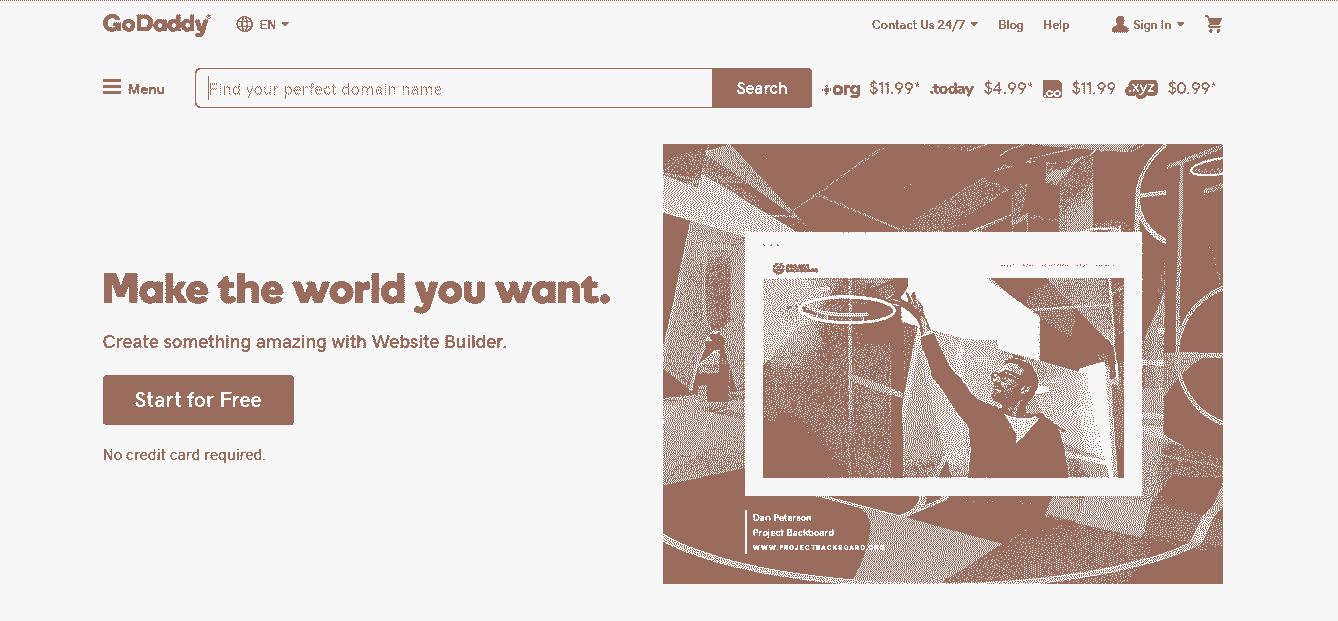 GoDaddy
EN
Contact Us 24/7
Blog
Help
Sign In
Menu
Find your perfect domain name
Search
.org $11.99* .today $4.99* .co $11.99 .xyz $0.99*
Make the world you want.
Create something amazing with Website Builder.
Start for Free
No credit card required.
Dan Peterson
Project Backboard
WWW.PROJECTBACKBOARD.ORG